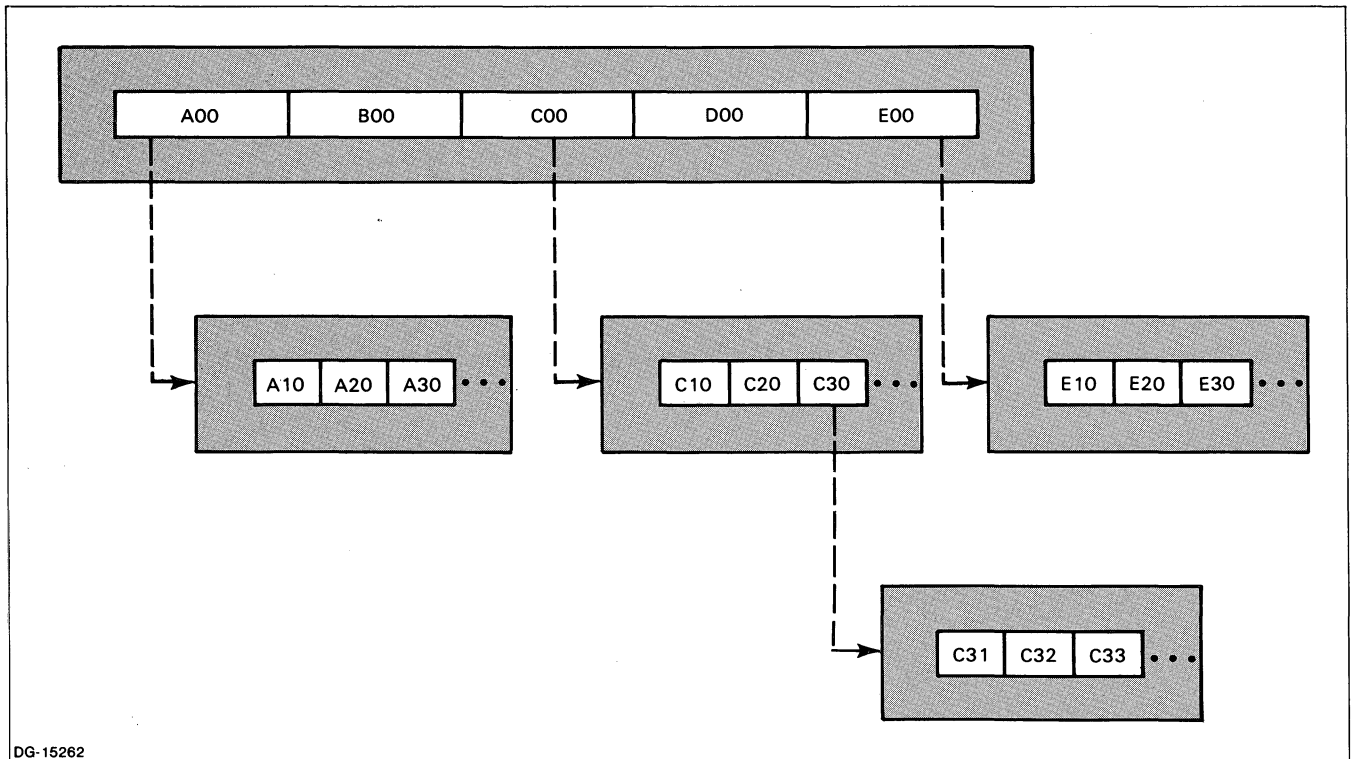 A00 B00 C00 D00 E00
A10 A20 A30 • • •
C10 C20 C30 • • •
E10 E20 E30 • • •
C31 C32 C33 • • •
DG-15262